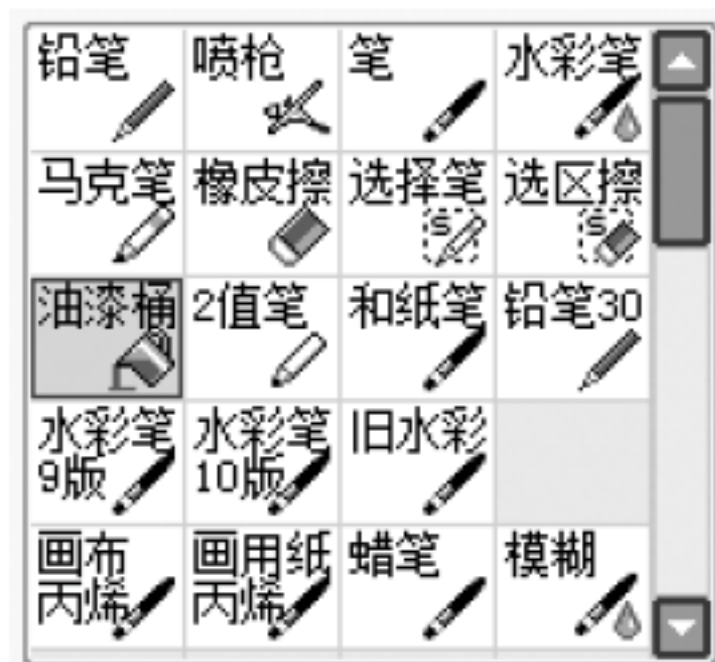 铅笔 喷枪 笔 水彩笔
马克笔 橡皮擦 选择笔 选区擦
油漆桶 2值笔 和纸笔 铅笔30
水彩笔 水彩笔 旧水彩
9版 10版
画布 画用纸 蜡笔 模糊
丙烯 丙烯